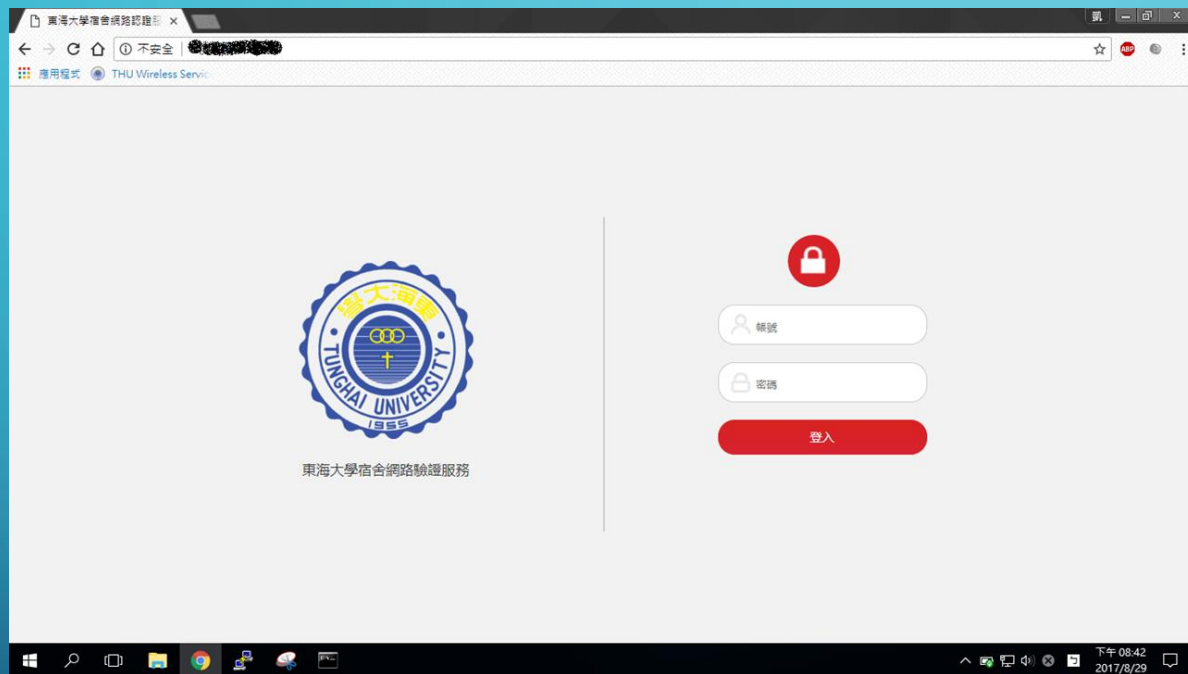 東海大學宿舍網路認證
凱
不安全
ABP
應用程式
THU Wireless Servic
東海大學
TUNGHAI UNIVERSITY
1955
東海大學宿舍網路驗證服務
帳號
密碼
登入
下午 08:42
2017/8/29